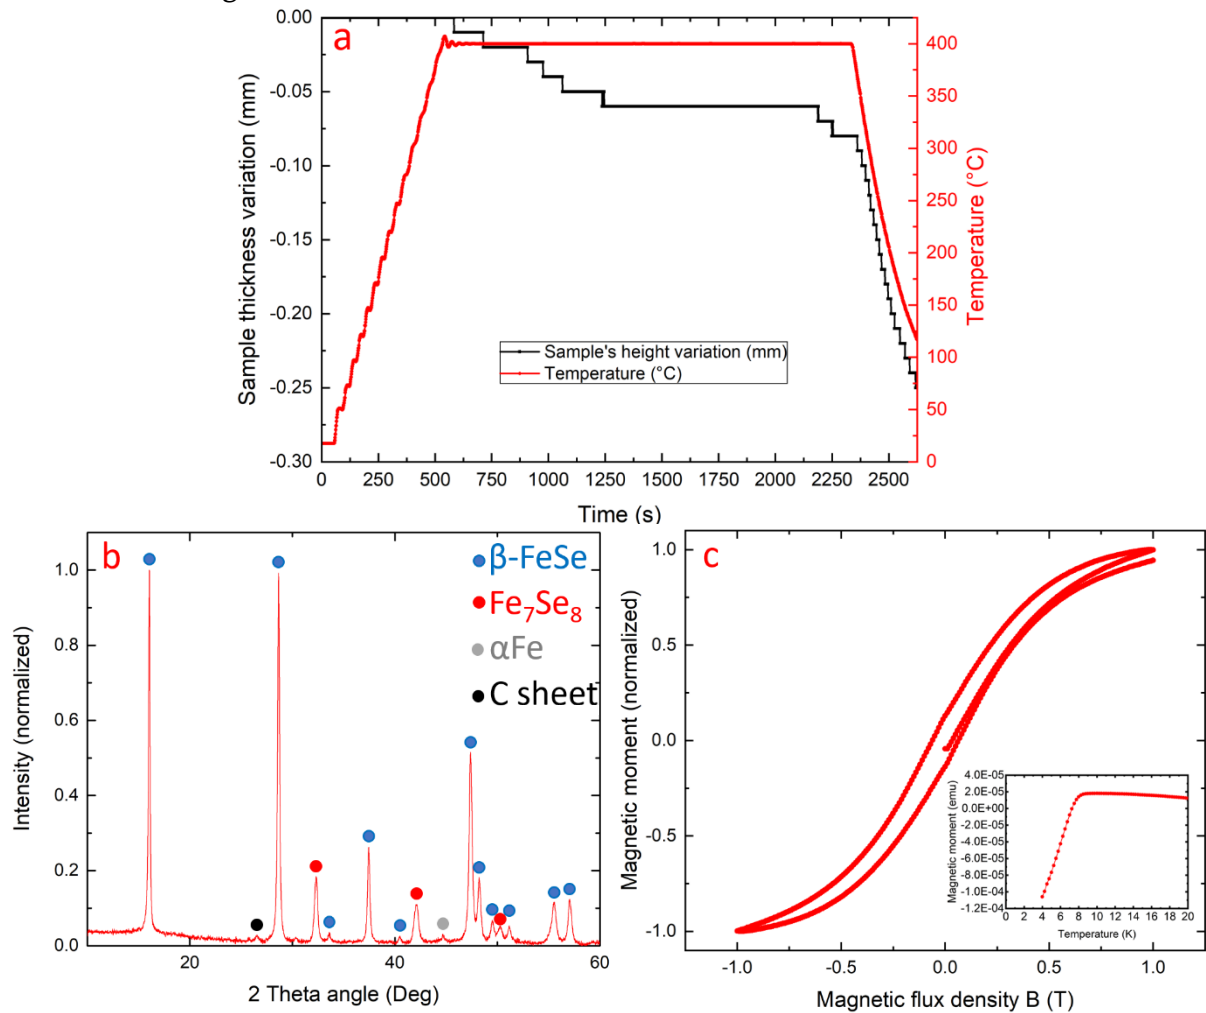 a
0.00
-0.05
-0.10
-0.15
-0.20
-0.25
-0.30
Sample thickness variation (mm)
400
350
300
250
200
150
100
50
0
Temperature (°C)
Sample's height variation (mm)
Temperature (°C)
0 250 500 750 1000 1250 1500 1750 2000 2250 2500
Time (s)
b
β-FeSe
Fe7Se8
αFe
C sheet
1.0
0.8
0.6
0.4
0.2
0.0
Intensity (normalized)
20 40 60
2 Theta angle (Deg)
c
1.0
0.5
0.0
-0.5
-1.0
Magnetic moment (normalized)
-1.0 -0.5 0.0 0.5 1.0
Magnetic flux density B (T)
4.0E-05
2.0E-05
0.0E+00
-2.0E-05
-4.0E-05
-6.0E-05
-8.0E-05
-1.0E-04
-1.2E-04
Magnetic moment (emu)
0 2 4 6 8 10 12 14 16 18 20
Temperature (K)